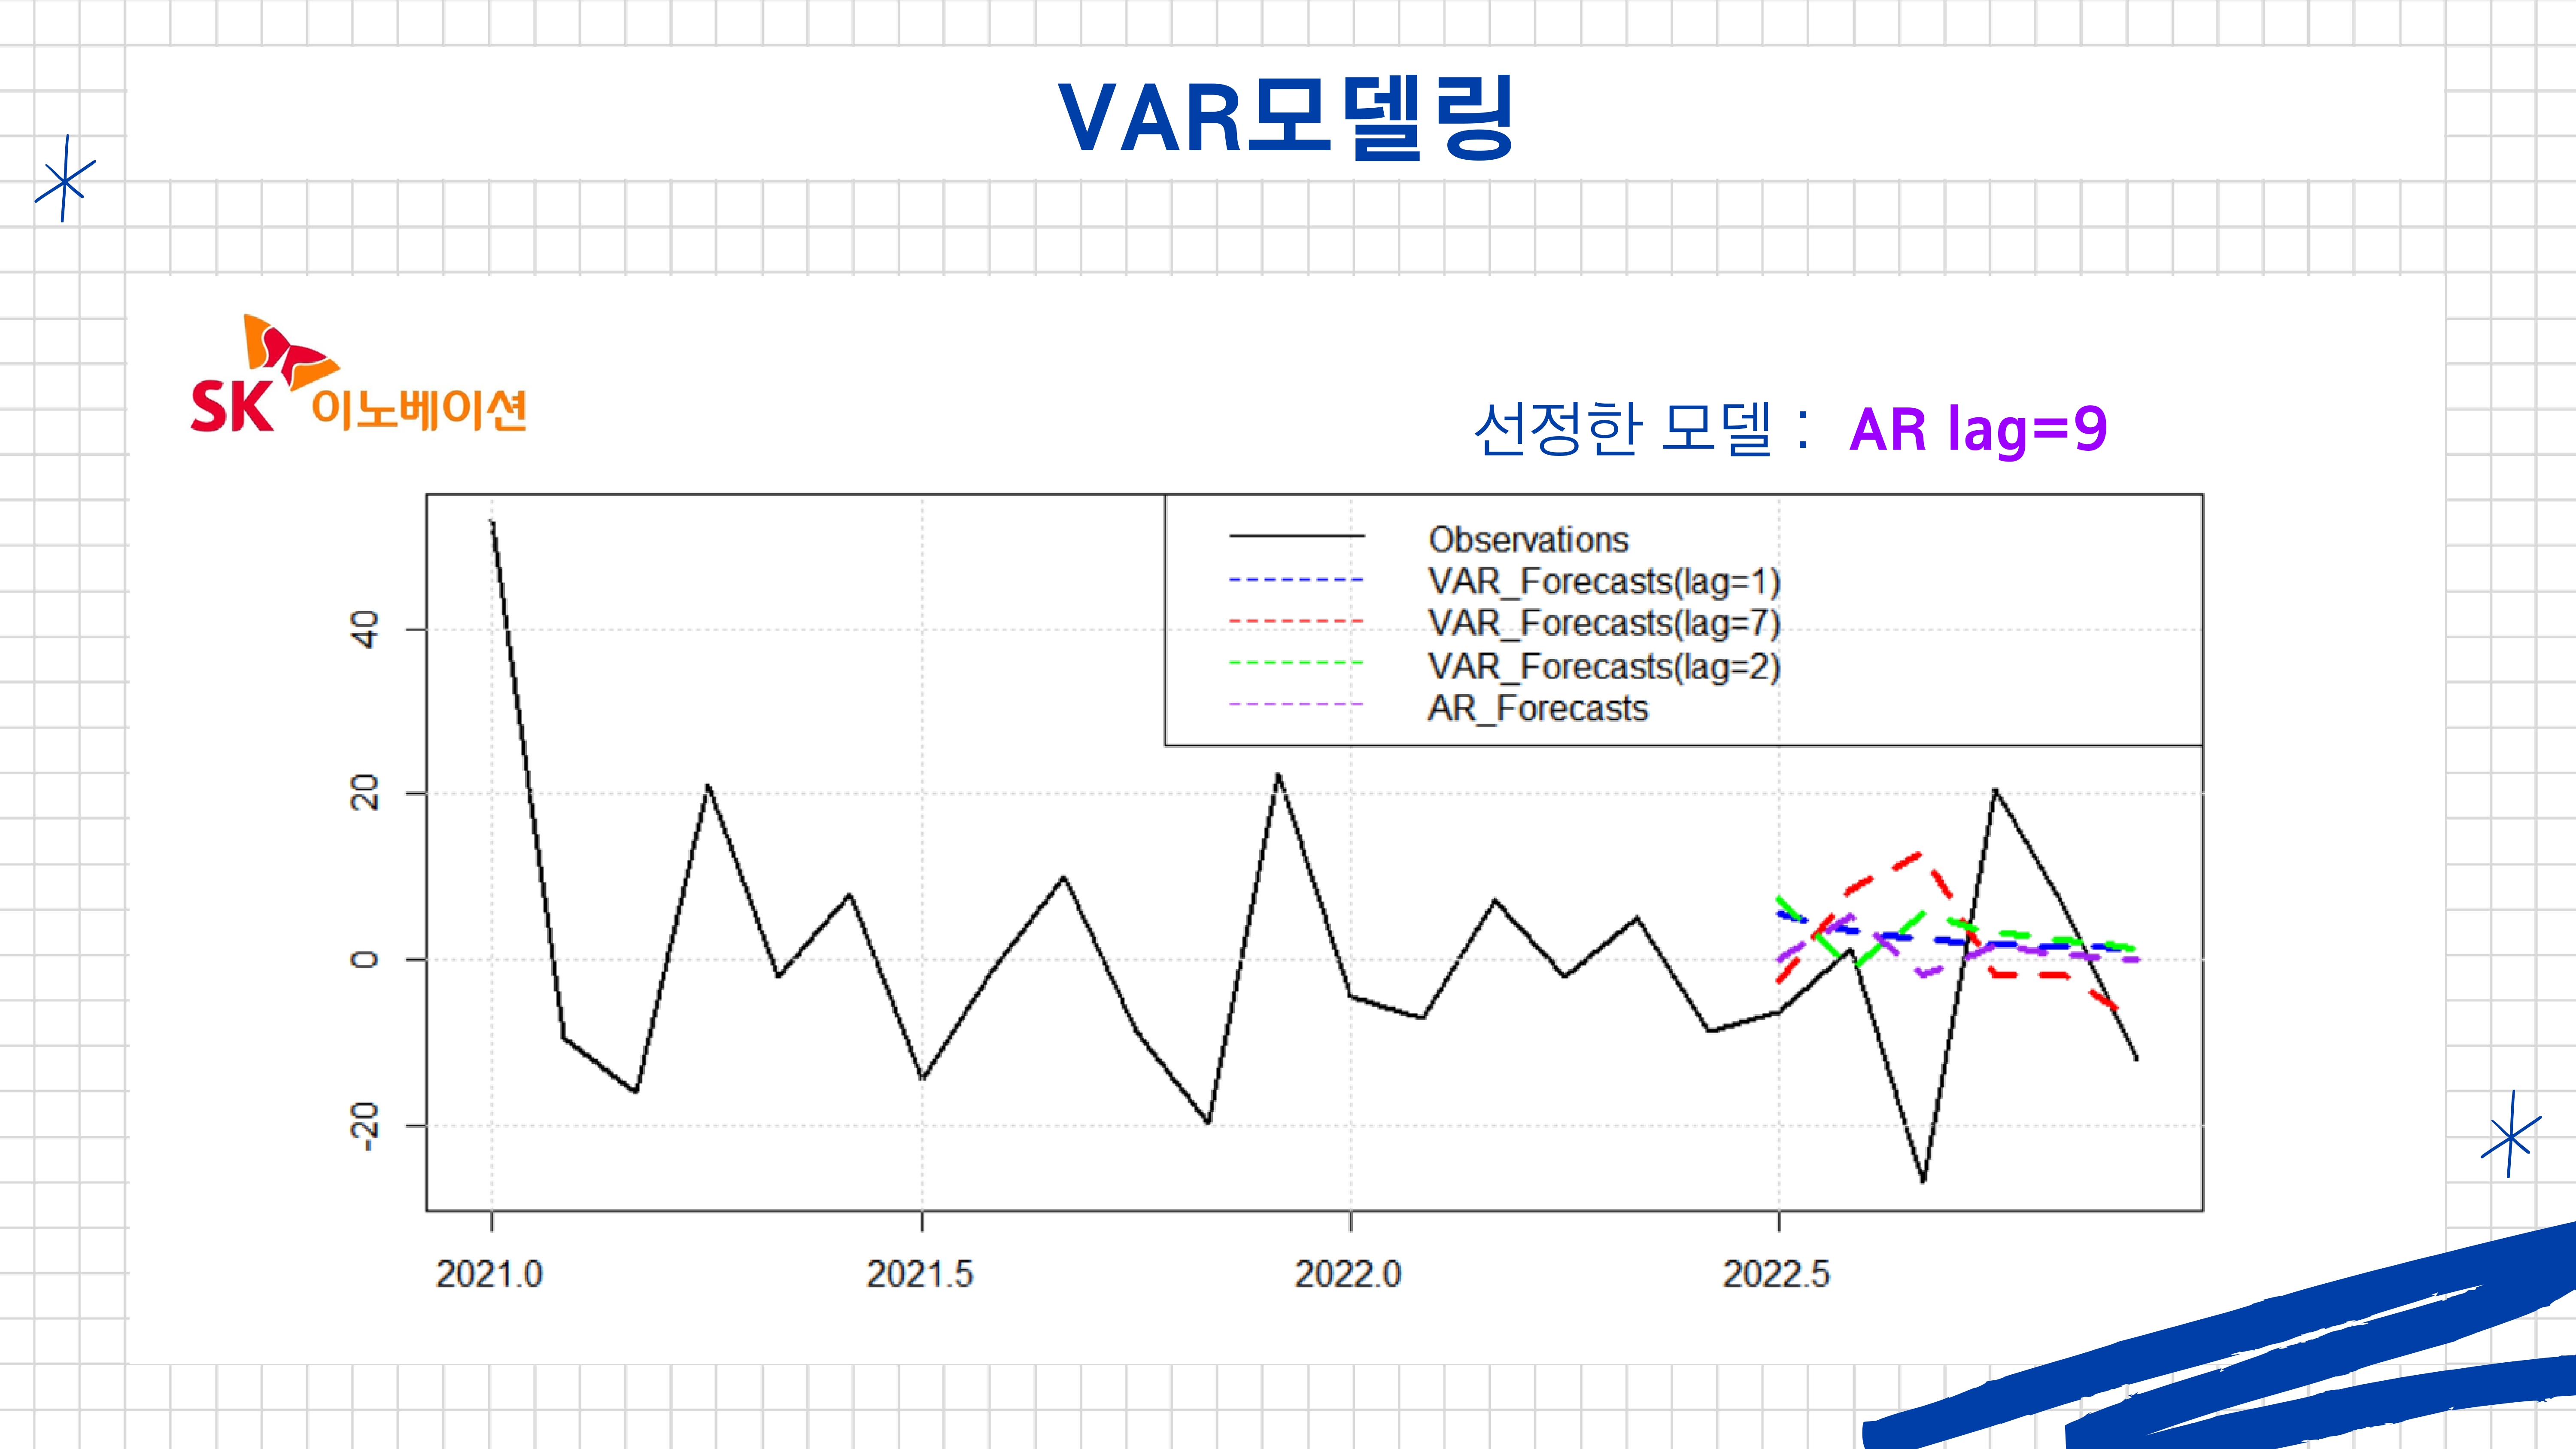 VAR모델링
SK 이노베이션
선정한 모델 : AR lag=9
Observations
VAR_Forecasts(lag=1)
VAR_Forecasts(lag=7)
VAR_Forecasts(lag=2)
AR_Forecasts
40
20
0
-20
2021.0 2021.5 2022.0 2022.5